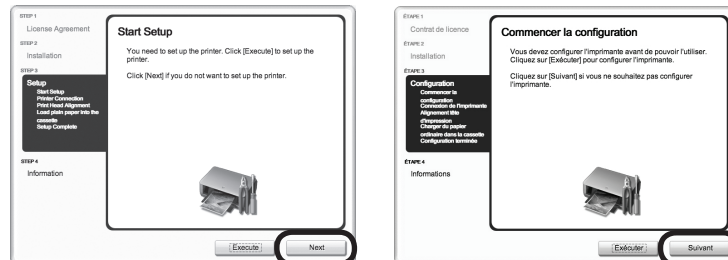 STEP 1
License Agreement
STEP 2
Installation
STEP 3
Setup
Start Setup
Printer Connection
Print Head Alignment
Load plain paper into the
cassette
Setup Complete
STEP 4
Information
Start Setup
You need to set up the printer. Click [Execute] to set up the
printer.
Click [Next] if you do not want to set up the printer.
Execute
Next
ÉTAPE 1
Contrat de licence
ÉTAPE 2
Installation
ÉTAPE 3
Configuration
Commencer la
configuration
Connexion de l'imprimante
Alignement tête
d'impression
Charger du papier
ordinaire dans la cassette
Configuration terminée
ÉTAPE 4
Informations
Commencer la configuration
Vous devez configurer l'imprimante avant de pouvoir l'utiliser.
Cliquez sur [Exécuter] pour configurer l'imprimante.
Cliquez sur [Suivant] si vous ne souhaitez pas configurer
l'imprimante.
Exécuter
Suivant